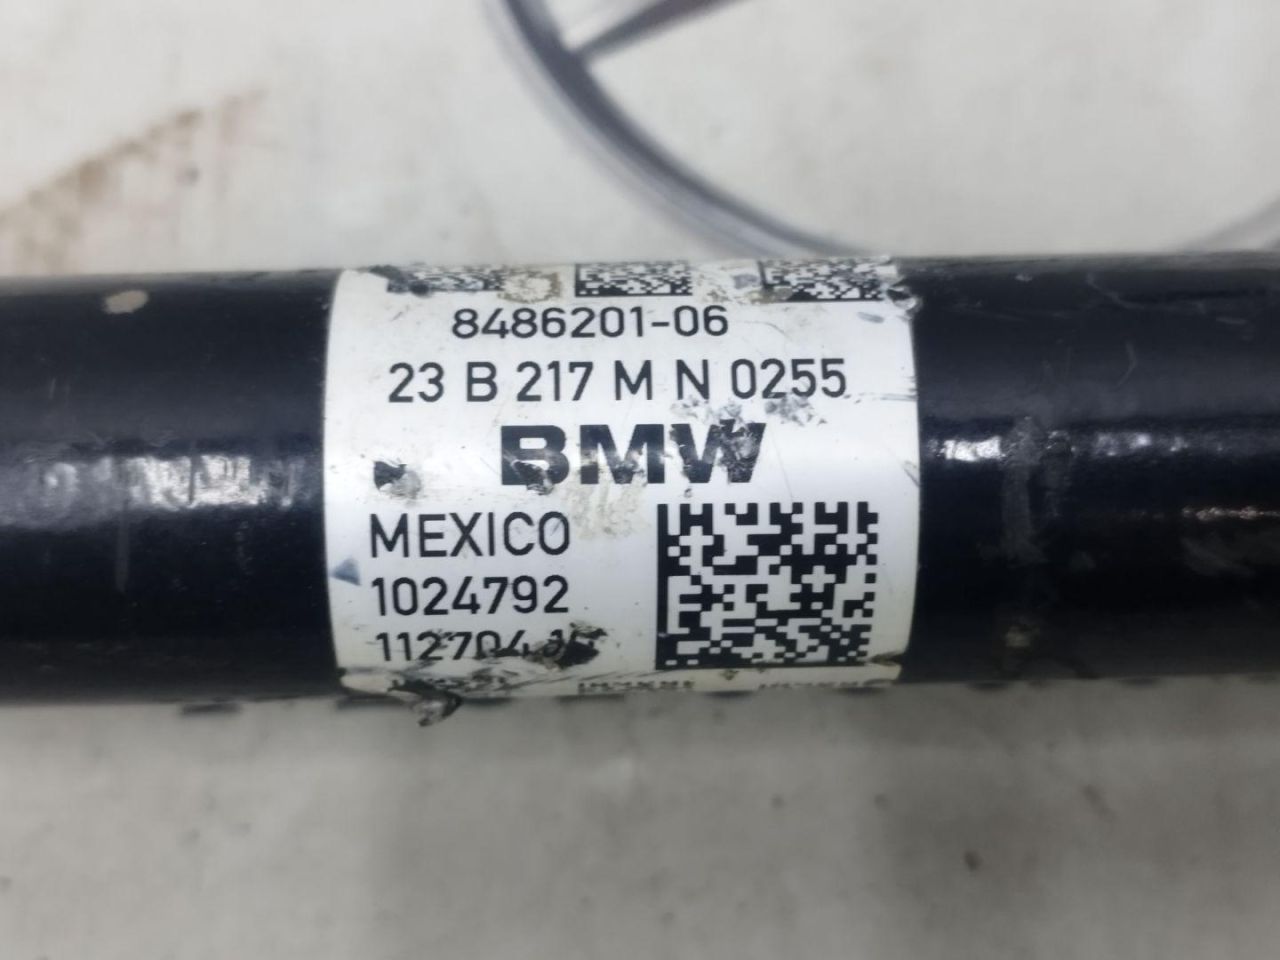 8486201-06
23 B 217 M N 0255
BMW
MEXICO
1024792